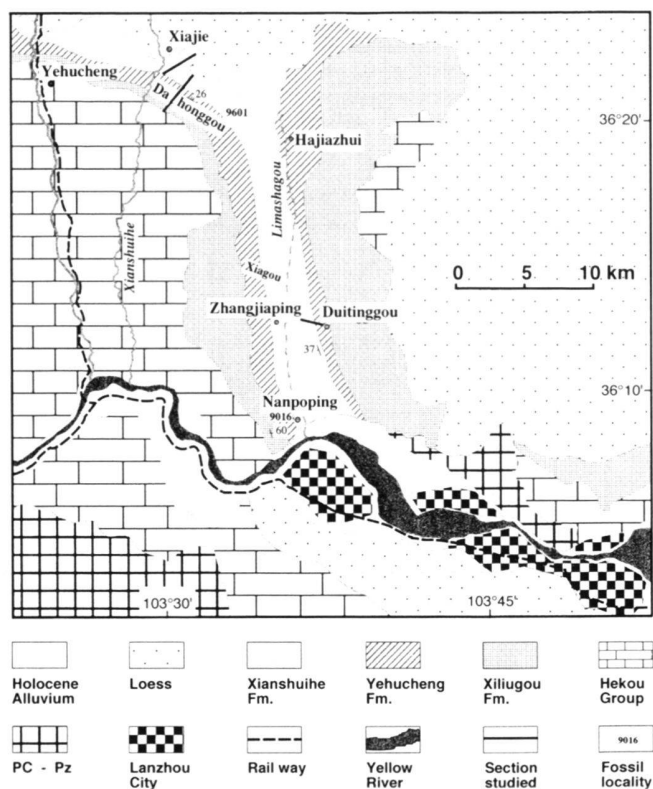 Xiajie
Yehucheng
Da honggou
26
9601
Hajiazhui
36°20'
Xianshuihe
Limashagou
0 5 10 km
Xiagou
Zhangjiaping
Duitinggou
37
36°10'
Nanpoping
9016
60
103°30'
103°45'
Holocene Alluvium
Loess
Xianshuihe Fm.
Yehucheng Fm.
Xiliugou Fm.
Hekou Group
PC - Pz
Lanzhou City
Rail way
Yellow River
Section studied
9016
Fossil locality